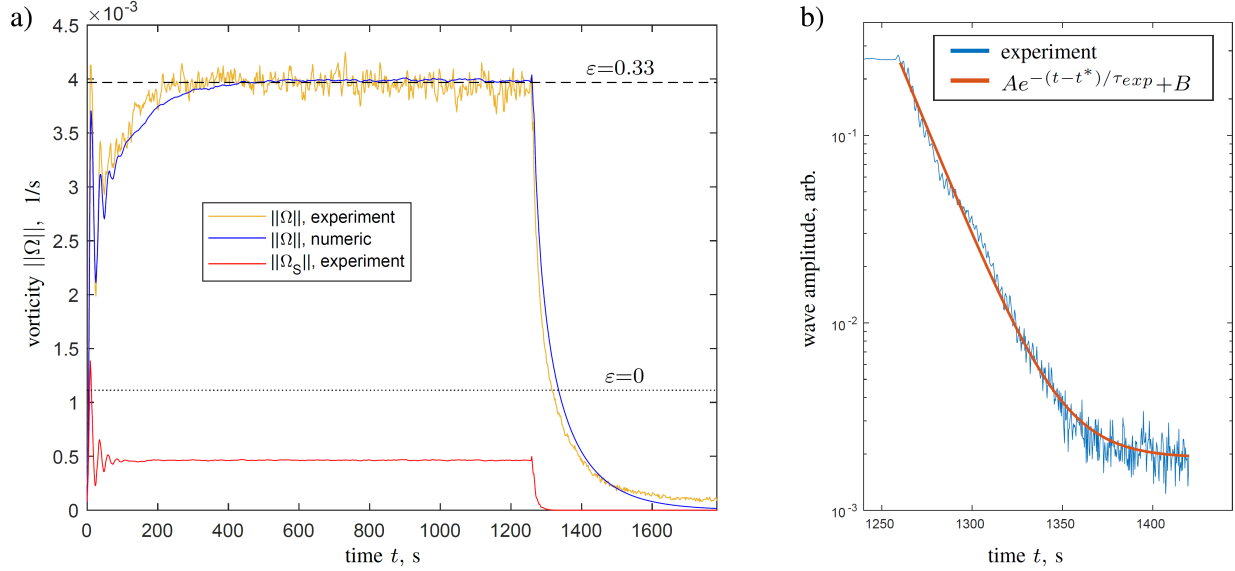 a)
×10⁻³
4.5
4
3.5
3
2.5
2
1.5
1
0.5
0
vorticity ||Ω||, 1/s
ε=0.33
||Ω||, experiment
||Ω||, numeric
||Ω_S||, experiment
ε=0
0 200 400 600 800 1000 1200 1400 1600
time t, s
b)
experiment
Ae^{-(t-t*)/τ_{exp}}+B
10⁻¹
10⁻²
10⁻³
wave amplitude, arb.
1250 1300 1350 1400
time t, s